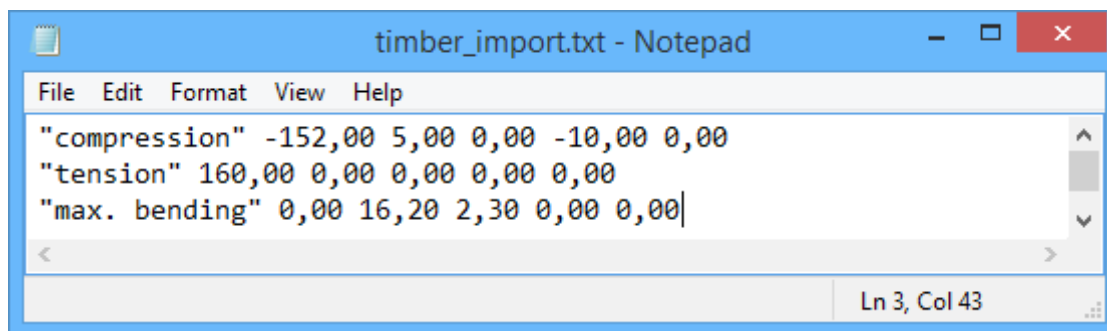 timber_import.txt - Notepad
File Edit Format View Help
"compression" -152,00 5,00 0,00 -10,00 0,00
"tension" 160,00 0,00 0,00 0,00 0,00
"max. bending" 0,00 16,20 2,30 0,00 0,00
Ln 3, Col 43